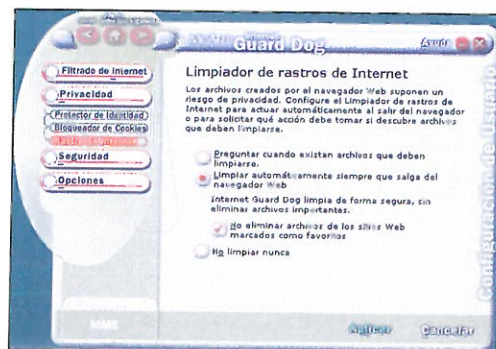 Guard Dog
Ayuda
Filtrado de Internet
Privacidad
Protector de Identidad
Bloqueador de Cookies
Seguridad
Opciones
Limpiador de rastros de Internet
Los archivos creados por el navegador Web suponen un
riesgo de privacidad. Configure el Limpiador de rastros de
Internet para actuar automáticamente al salir del navegador
o para solicitar qué acción debe tomar si descubre archivos
que deben limpiarse.
Preguntar cuando existan archivos que deben
limpiarse.
Limpiar automáticamente siempre que salga del
navegador Web
Internet Guard Dog limpia de forma segura, sin
eliminar archivos importantes.
No eliminar archivos de los sitios Web
marcados como favoritos
No limpiar nunca
Configuración de Usuario
Aplicar
Cancelar